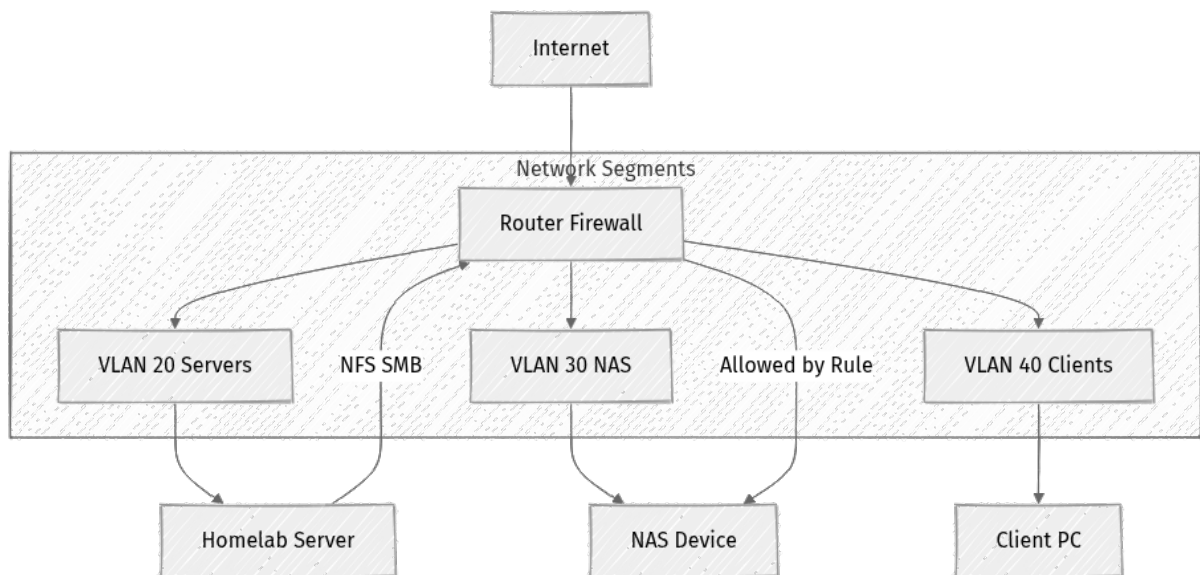 Internet
Network Segments
Router Firewall
VLAN 20 Servers
NFS SMB
VLAN 30 NAS
Allowed by Rule
VLAN 40 Clients
Homelab Server
NAS Device
Client PC